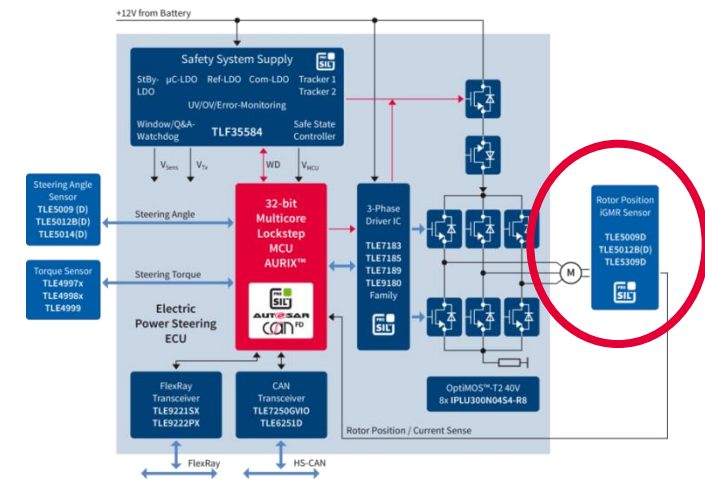 +12V from Battery
Safety System Supply
PRO
SIL
StBy-
LDO
µC-LDO
Ref-LDO
Com-LDO
Tracker 1
Tracker 2
UV/OV/Error-Monitoring
Window/Q&A-
Watchdog
TLF35584
Safe State
Controller
VSens
VTx
WD
VMCU
Steering Angle
Sensor
TLE5009 (D)
TLE5012B(D)
TLE5014 (D)
Steering Angle
32-bit
Multicore
Lockstep
MCU
AURIX™
PRO
SIL
AUTOSAR
CAN FD
3-Phase
Driver IC
TLE7183
TLE7185
TLE7189
TLE9180
Family
PRO
SIL
Rotor Position
iGMR Sensor
TLE5009D
TLE5012B(D)
TLE5309D
PRO
SIL
M
Torque Sensor
TLE4997x
TLE4998x
TLE4999
Steering Torque
Electric
Power Steering
ECU
FlexRay
Transceiver
TLE9221SX
TLE9222PX
CAN
Transceiver
TLE7250GVIO
TLE6251D
OptiMOS™-T2 40V
8x IPLU300N04S4-R8
Rotor Position / Current Sense
FlexRay
HS-CAN